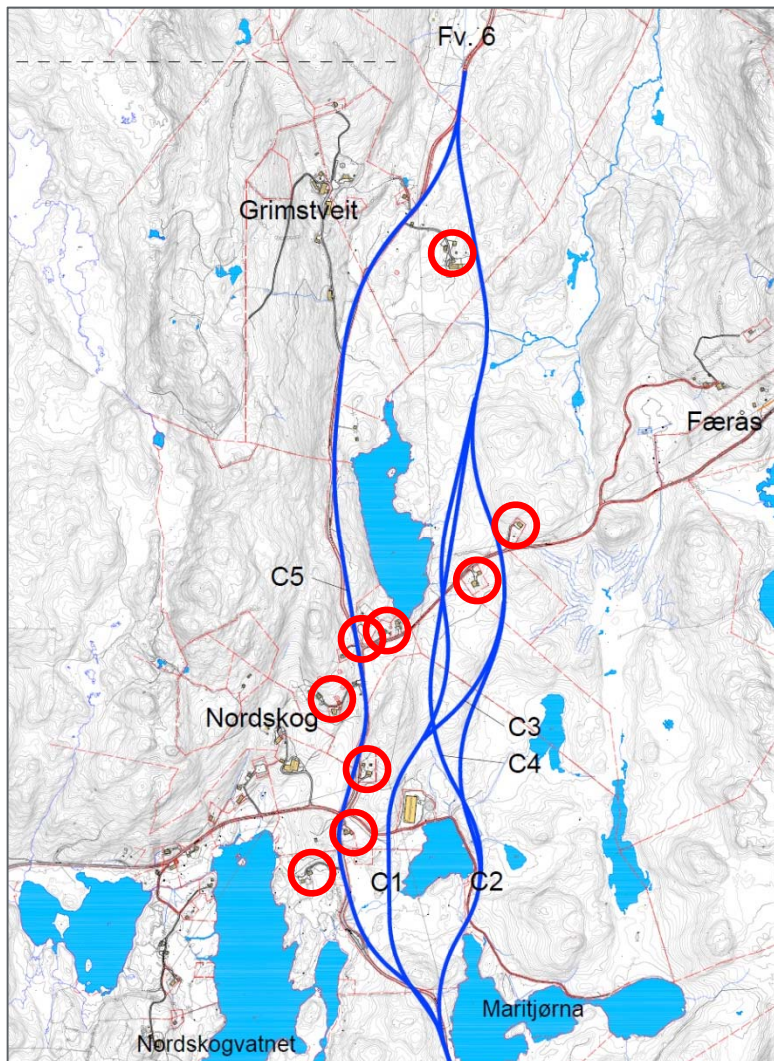 Fv. 6
Grimstveit
Færås
C5
Nordskog
C3
C4
C1
C2
Maritjørna
Nordskogvatnet